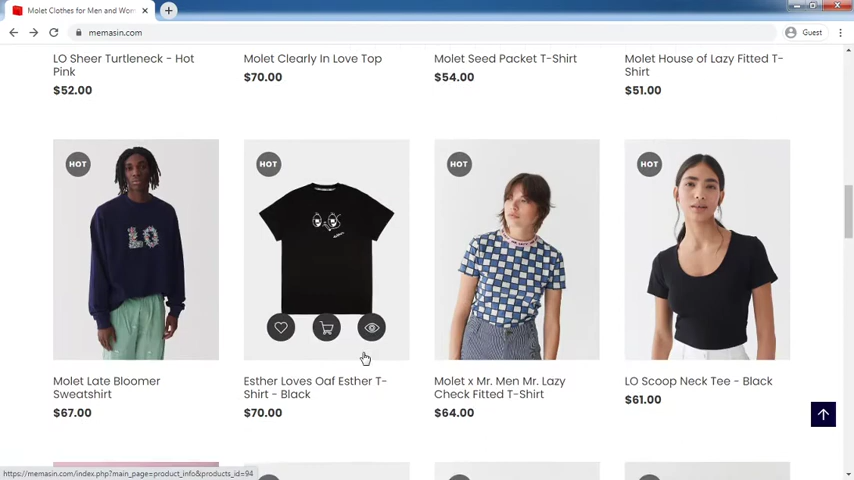 Molet Clothes for Men and Wom
memasin.com
Guest
LO Sheer Turtleneck - Hot
Pink
$52.00
Molet Clearly In Love Top
$70.00
Molet Seed Packet T-Shirt
$54.00
Molet House of Lazy Fitted T-
Shirt
$51.00
HOT
HOT
HOT
HOT
LO
Molet Late Bloomer
Sweatshirt
$67.00
Esther Loves Oaf Esther T-
Shirt - Black
$70.00
Molet x Mr. Men Mr. Lazy
Check Fitted T-Shirt
$64.00
LO Scoop Neck Tee - Black
$61.00
https://memasin.com/index.php?main_page=product_info&products_id=94